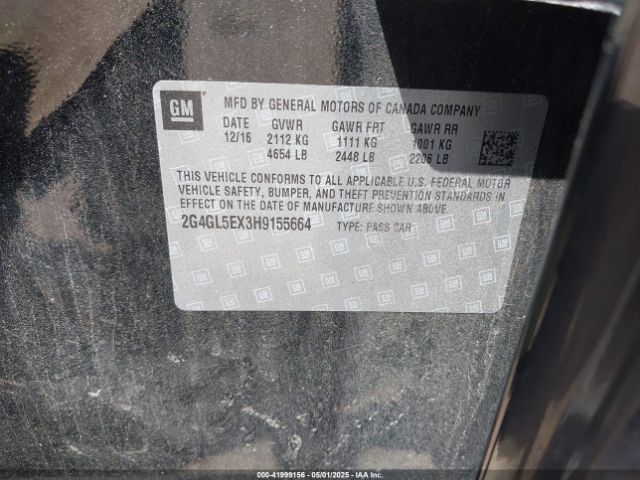 GM
MFD BY GENERAL MOTORS OF CANADA COMPANY
DATE GVWR GAWR FRT GAWR RR
12/16 2112 KG 1111 KG 1001 KG
4654 LB 2448 LB 2206 LB
THIS VEHICLE CONFORMS TO ALL APPLICABLE U.S. FEDERAL MOTOR
VEHICLE SAFETY, BUMPER, AND THEFT PREVENTION STANDARDS IN
EFFECT ON THE DATE OF MANUFACTURE SHOWN ABOVE.
2G4GL5EX3H9155664 TYPE: PASS CAR
000-41999156 - 05/01/2025 - IAA Inc.